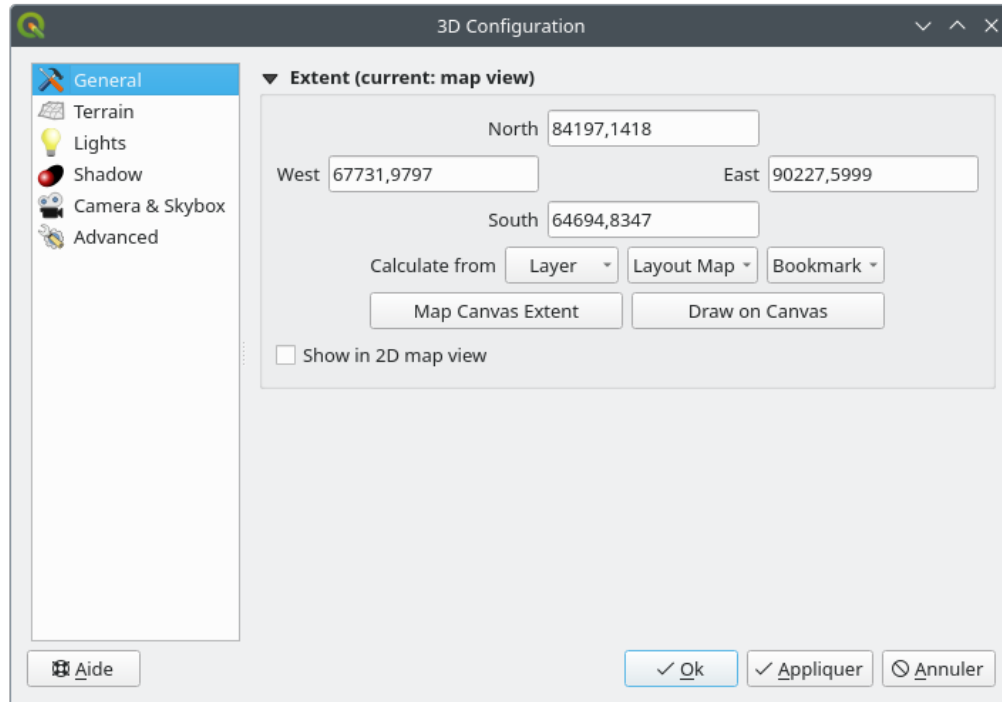 3D Configuration
General
Terrain
Lights
Shadow
Camera & Skybox
Advanced
Extent (current: map view)
North 84197,1418
West 67731,9797 East 90227,5999
South 64694,8347
Calculate from Layer Layout Map Bookmark
Map Canvas Extent Draw on Canvas
Show in 2D map view
Aide Ok Appliquer Annuler